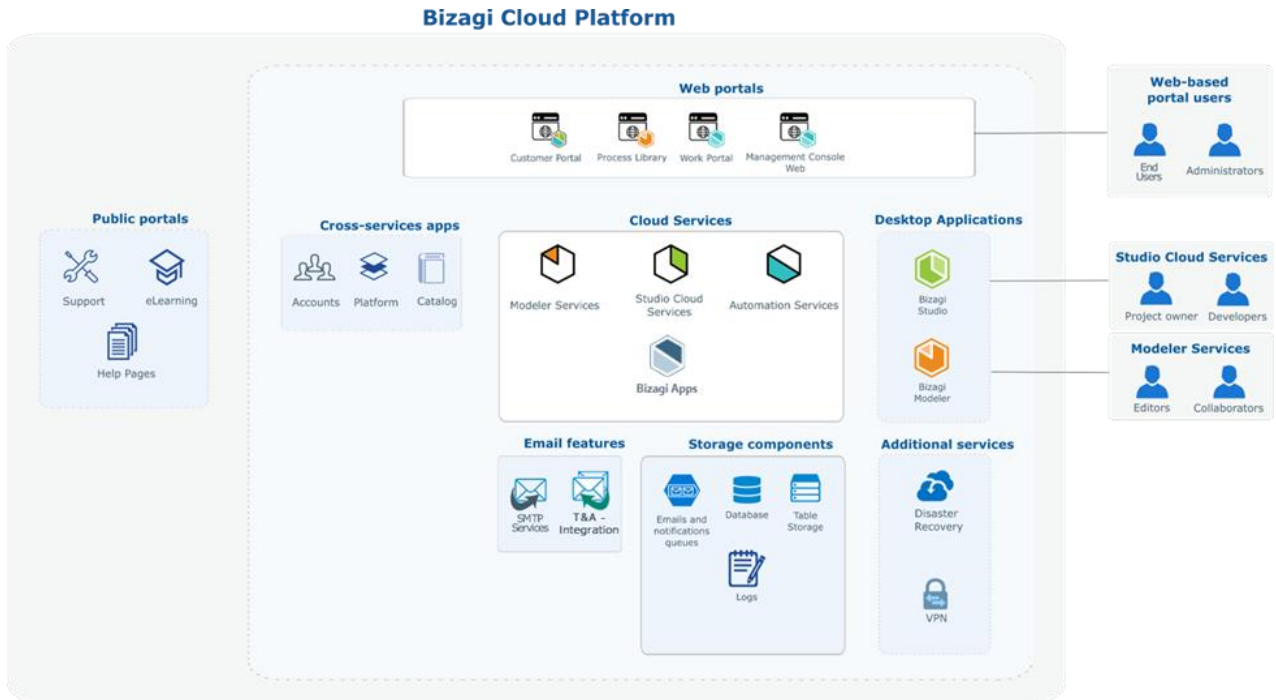 Bizagi Cloud Platform
Web portals
Customer Portal
Process Library
Work Portal
Management Console
Web
Web-based
portal users
End
Users
Administrators
Public portals
Support
eLearning
Help Pages
Cross-services apps
Accounts
Platform
Catalog
Cloud Services
Modeler Services
Studio Cloud
Services
Automation Services
Bizagi Apps
Desktop Applications
Bizagi
Studio
Bizagi
Modeler
Studio Cloud Services
Project owner
Developers
Modeler Services
Editors
Collaborators
Email features
SMTP
Services
T&A -
Integration
Storage components
Emails and
notifications
queues
Database
Table
Storage
Logs
Additional services
Disaster
Recovery
VPN